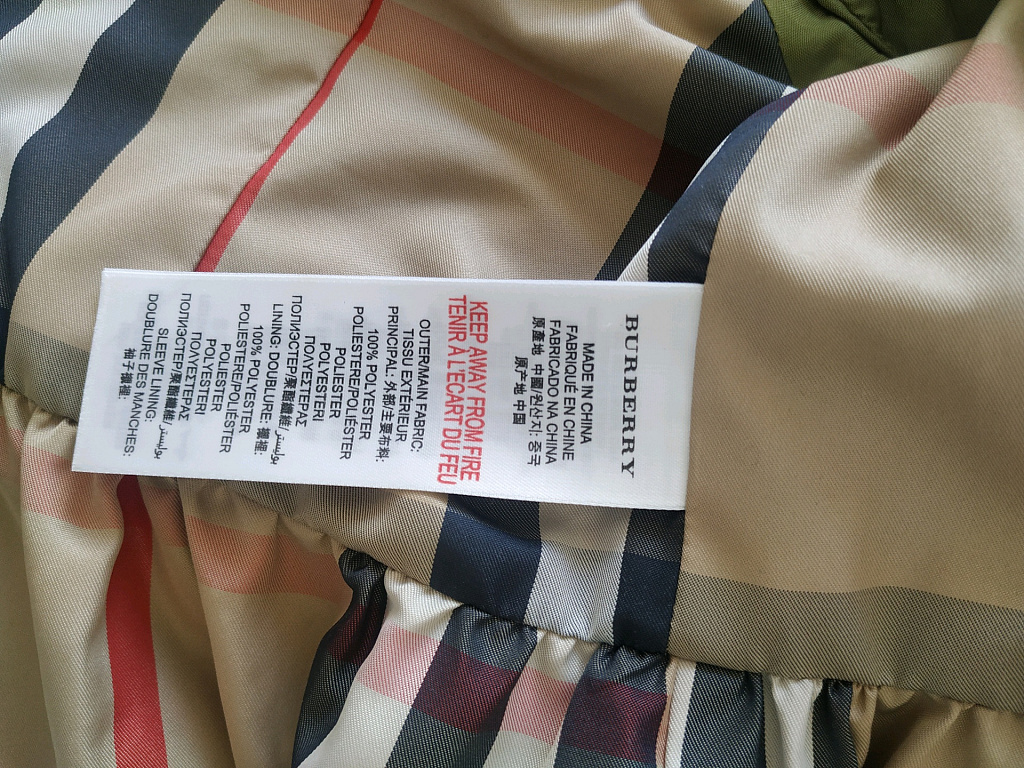 BURBERRY
MADE IN CHINA
FABRIQUÉ EN CHINE
FABRICADO NA CHINA
原產地 中國/원산지: 중국
原产地 中国
KEEP AWAY FROM FIRE
TENIR À L'ECART DU FEU
OUTER/MAIN FABRIC:
TISSU EXTÉRIEUR
PRINCIPAL: 外部/主要布料:
100% POLYESTER
POLIESTERE/POLIÉSTER
POLIESTER
POLYESTERI
ΠΟΛΥΕΣΤΕΡΑΣ
ПОЛИЭСТЕР/聚酯纖維/بوليستر
LINING: DOUBLURE: 襯裡:
100% POLYESTER
POLIESTERE/POLIÉSTER
POLIESTER
POLYESTERI
ΠΟΛΥΕΣΤΕΡΑΣ
ПОЛИЭСТЕР/聚酯纖維/بوليستر
SLEEVE LINING:
DOUBLURE DES MANCHES:
袖子襯裡: